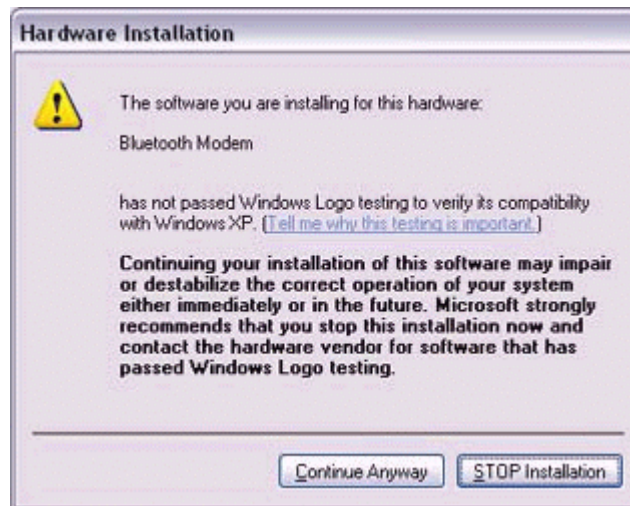 Hardware Installation
The software you are installing for this hardware:
Bluetooth Modem
has not passed Windows Logo testing to verify its compatibility
with Windows XP. (Tell me why this testing is important.)
Continuing your installation of this software may impair
or destabilize the correct operation of your system
either immediately or in the future. Microsoft strongly
recommends that you stop this installation now and
contact the hardware vendor for software that has
passed Windows Logo testing.
Continue Anyway STOP Installation